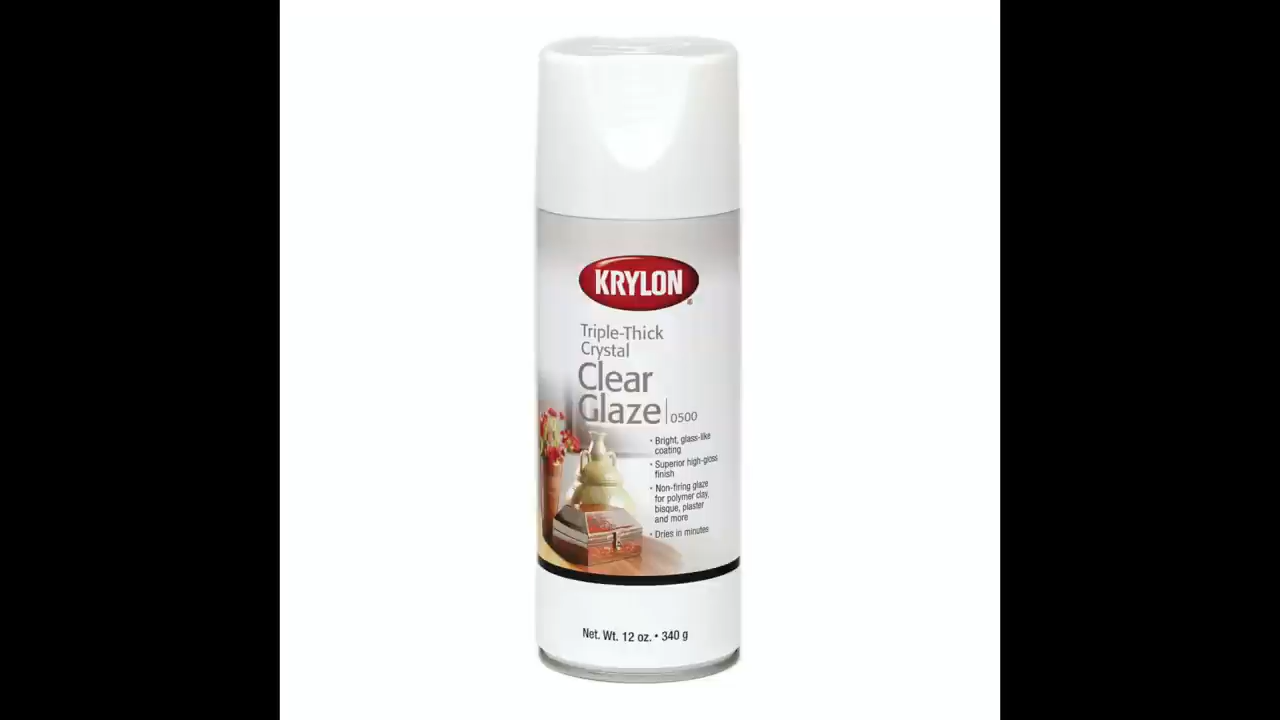 KRYLON®
Triple-Thick
Crystal
Clear
Glaze|0500
• Bright, glass-like
coating
• Superior high-gloss
finish
• Non-firing glaze
for polymer clay,
bisque, plaster
and more
• Dries in minutes
Net. Wt. 12 oz. • 340 g